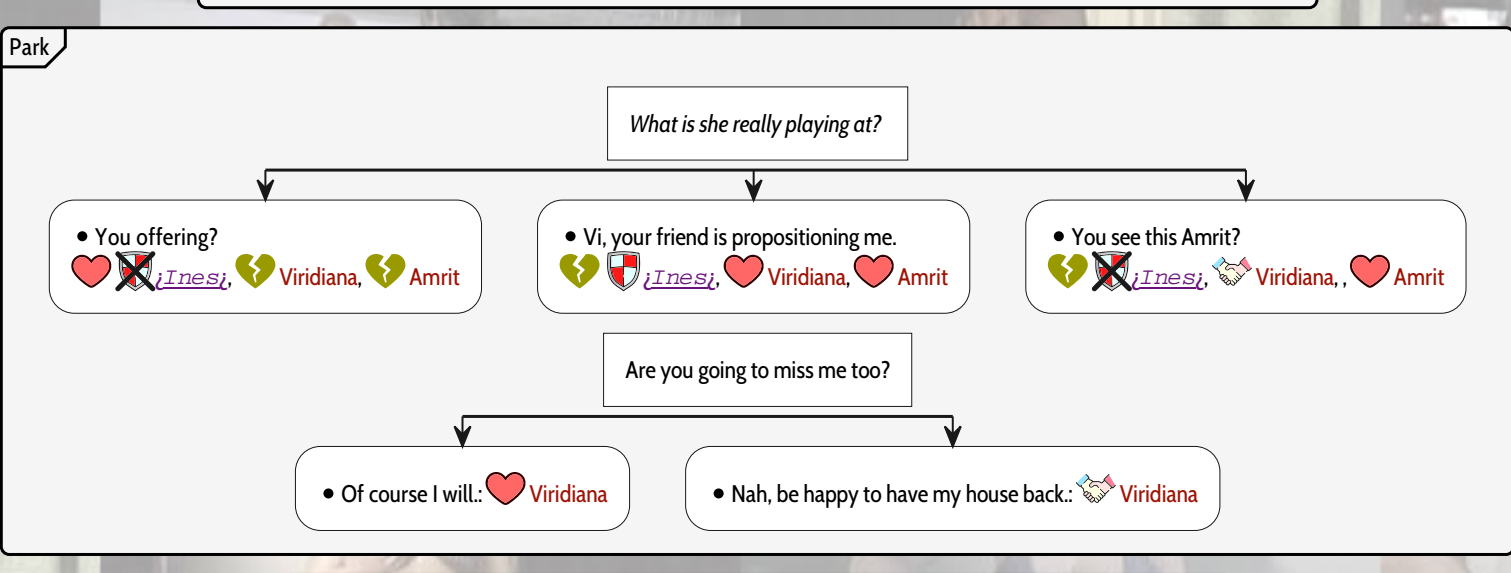 Park
What is she really playing at?
• You offering?
¿Ines¿, Viridiana, Amrit
• Vi, your friend is propositioning me.
¿Ines¿, Viridiana, Amrit
• You see this Amrit?
¿Ines¿, Viridiana, , Amrit
Are you going to miss me too?
• Of course I will.: Viridiana
• Nah, be happy to have my house back.: Viridiana